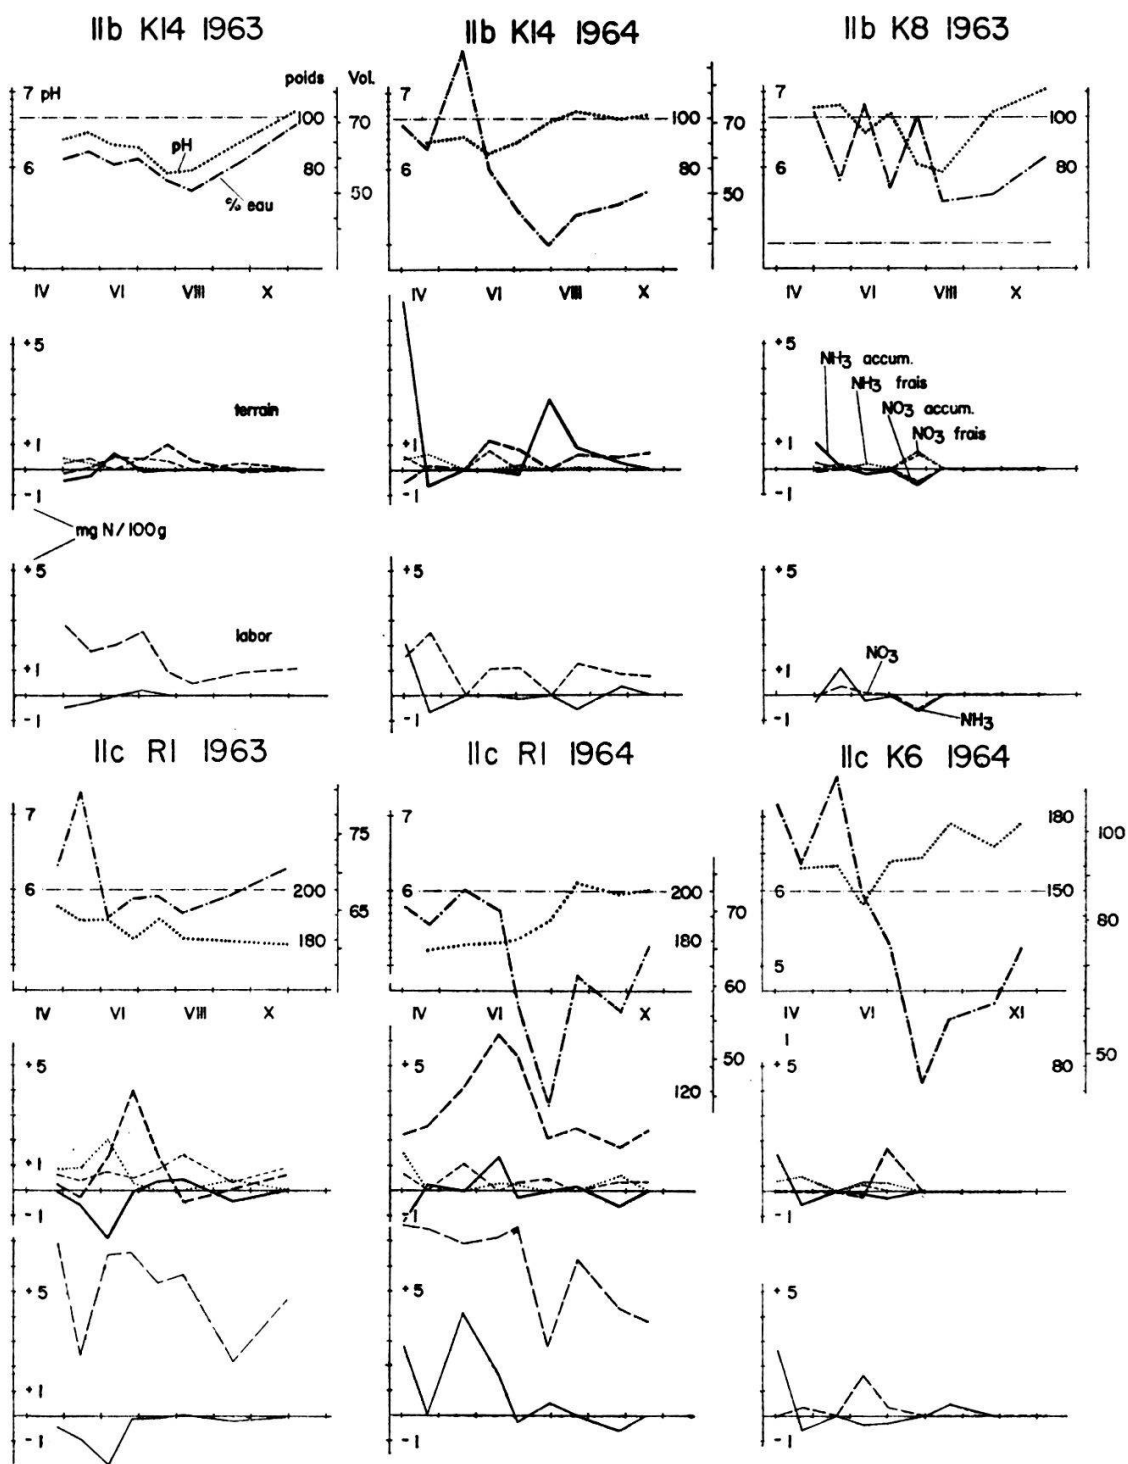 IIb K14 1963
IIb K14 1964
IIb K8 1963
7 pH
poids
Vol.
100
70
pH
6
80
% eau
50
7
100
70
6
80
50
7
100
6
80
IV VI VIII X
IV VI VIII X
IV VI VIII X
+5
terrain
+1
-1
+1
-1
+5
NH3 accum.
NH3 frais
NO3 accum.
NO3 frais
+1
-1
mg N/100g
+5
labor
+1
-1
+5
+1
-1
+5
+1
NO3
NH3
-1
IIc R1 1963
IIc R1 1964
IIc K6 1964
7
75
6
200
65
180
7
6
200
70
180
60
50
120
180
100
6
150
80
5
80
50
IV VI VIII X
IV VI X
IV VI XI
I
+5
+1
-1
+5
+1
-1
+5
+1
-1
+5
+1
-1
+5
+1
-1
+5
+1
-1